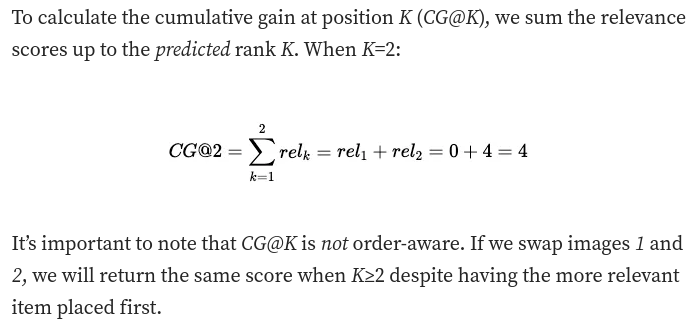 To calculate the cumulative gain at position K (CG@K), we sum the relevance
scores up to the predicted rank K. When K=2:
2
CG@2 = ∑ rel_k = rel_1 + rel_2 = 0 + 4 = 4
k=1
It’s important to note that CG@K is not order-aware. If we swap images 1 and
2, we will return the same score when K≥2 despite having the more relevant
item placed first.